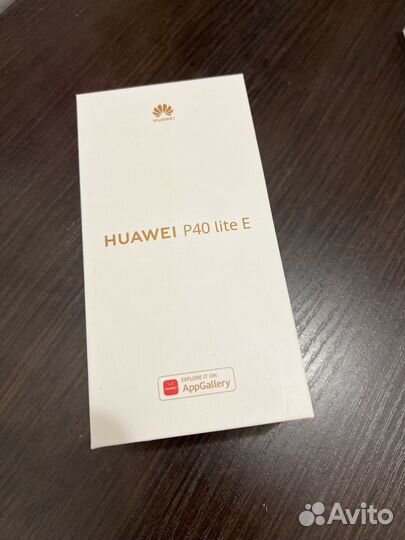 HUAWEI
HUAWEI P40 lite E
EXPLORE IT ON
AppGallery
Avito